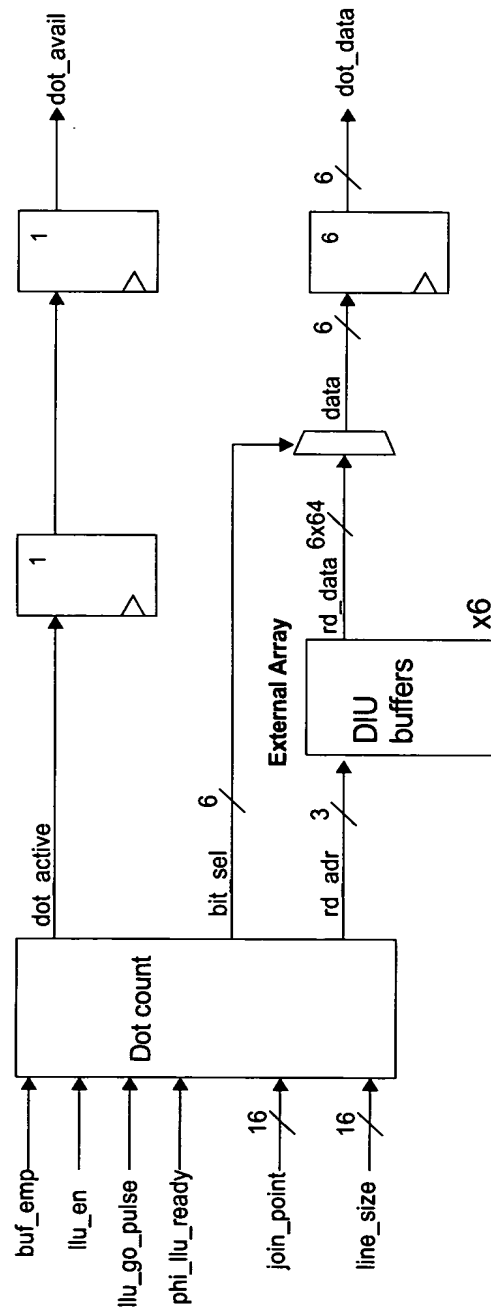 buf_emp
llu_en
llu_go_pulse
phi_llu_ready
join_point
16
line_size
16
Dot count
dot_active
1
1
dot_avail
bit_sel
6
rd_adr
3
External Array
DIU
buffers
x6
rd_data
6x64
data
6
6
6
dot_data